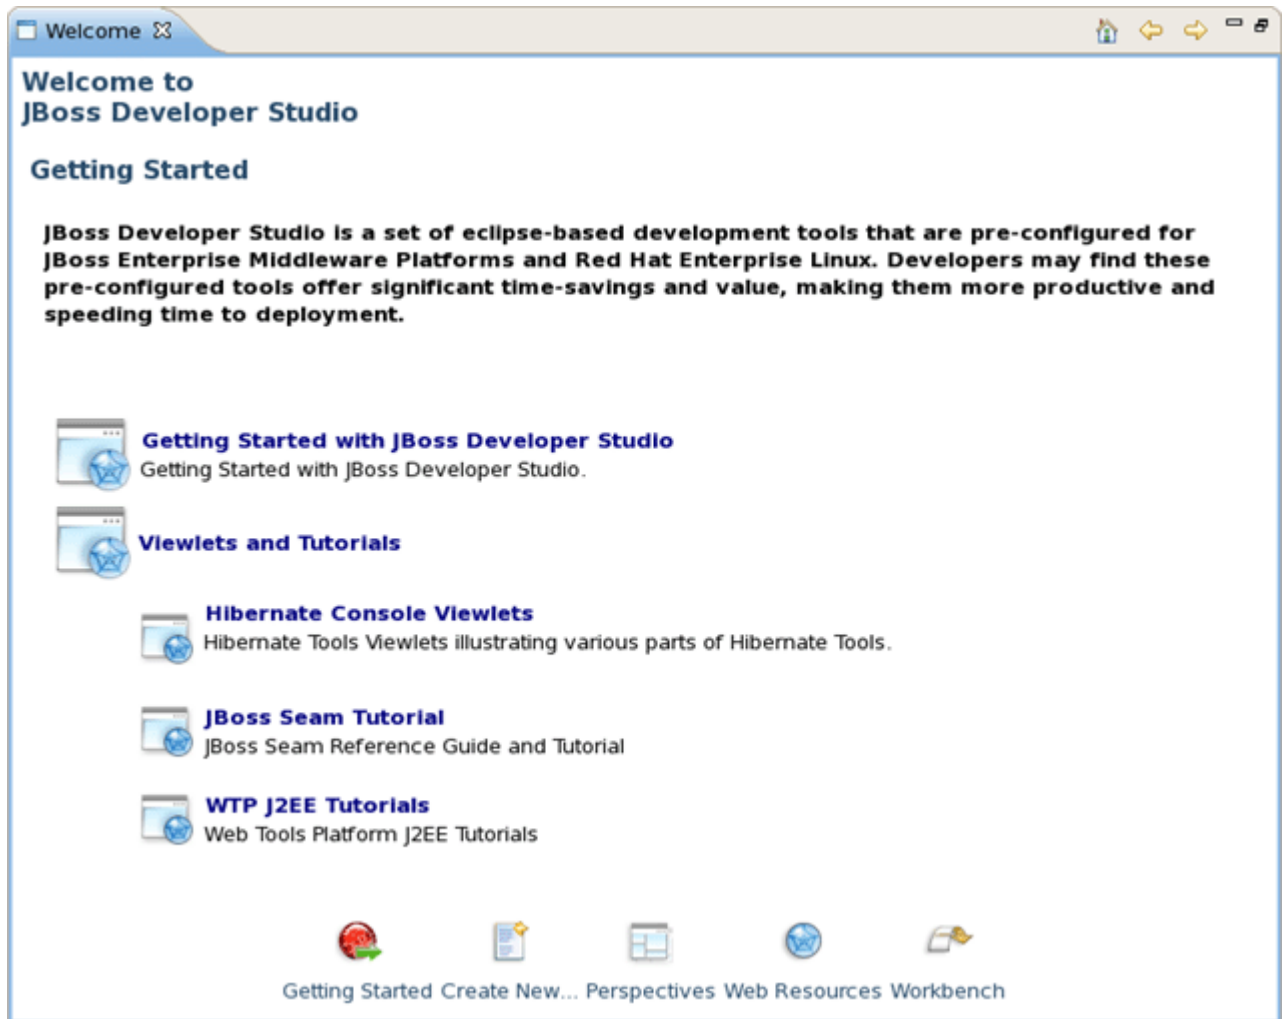 Welcome
Welcome to
JBoss Developer Studio
Getting Started
JBoss Developer Studio is a set of eclipse-based development tools that are pre-configured for
JBoss Enterprise Middleware Platforms and Red Hat Enterprise Linux. Developers may find these
pre-configured tools offer significant time-savings and value, making them more productive and
speeding time to deployment.
Getting Started with JBoss Developer Studio
Getting Started with JBoss Developer Studio.
Viewlets and Tutorials
Hibernate Console Viewlets
Hibernate Tools Viewlets illustrating various parts of Hibernate Tools.
JBoss Seam Tutorial
JBoss Seam Reference Guide and Tutorial
WTP J2EE Tutorials
Web Tools Platform J2EE Tutorials
Getting Started Create New... Perspectives Web Resources Workbench